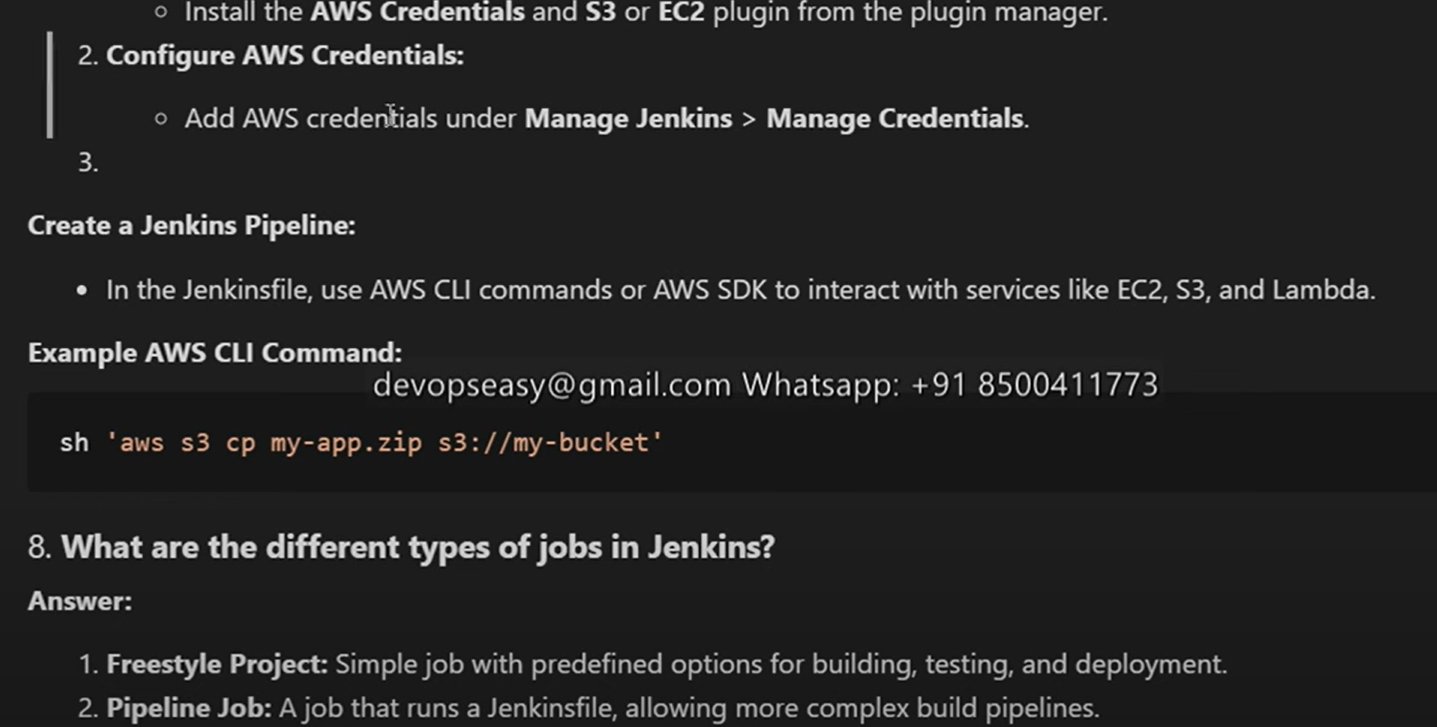 ○ Install the AWS Credentials and S3 or EC2 plugin from the plugin manager.
2. Configure AWS Credentials:
○ Add AWS credentials under Manage Jenkins > Manage Credentials.
3.
Create a Jenkins Pipeline:
• In the Jenkinsfile, use AWS CLI commands or AWS SDK to interact with services like EC2, S3, and Lambda.
Example AWS CLI Command:
devopseasy@gmail.com Whatsapp: +91 8500411773
sh 'aws s3 cp my-app.zip s3://my-bucket'
8. What are the different types of jobs in Jenkins?
Answer:
1. Freestyle Project: Simple job with predefined options for building, testing, and deployment.
2. Pipeline Job: A job that runs a Jenkinsfile, allowing more complex build pipelines.